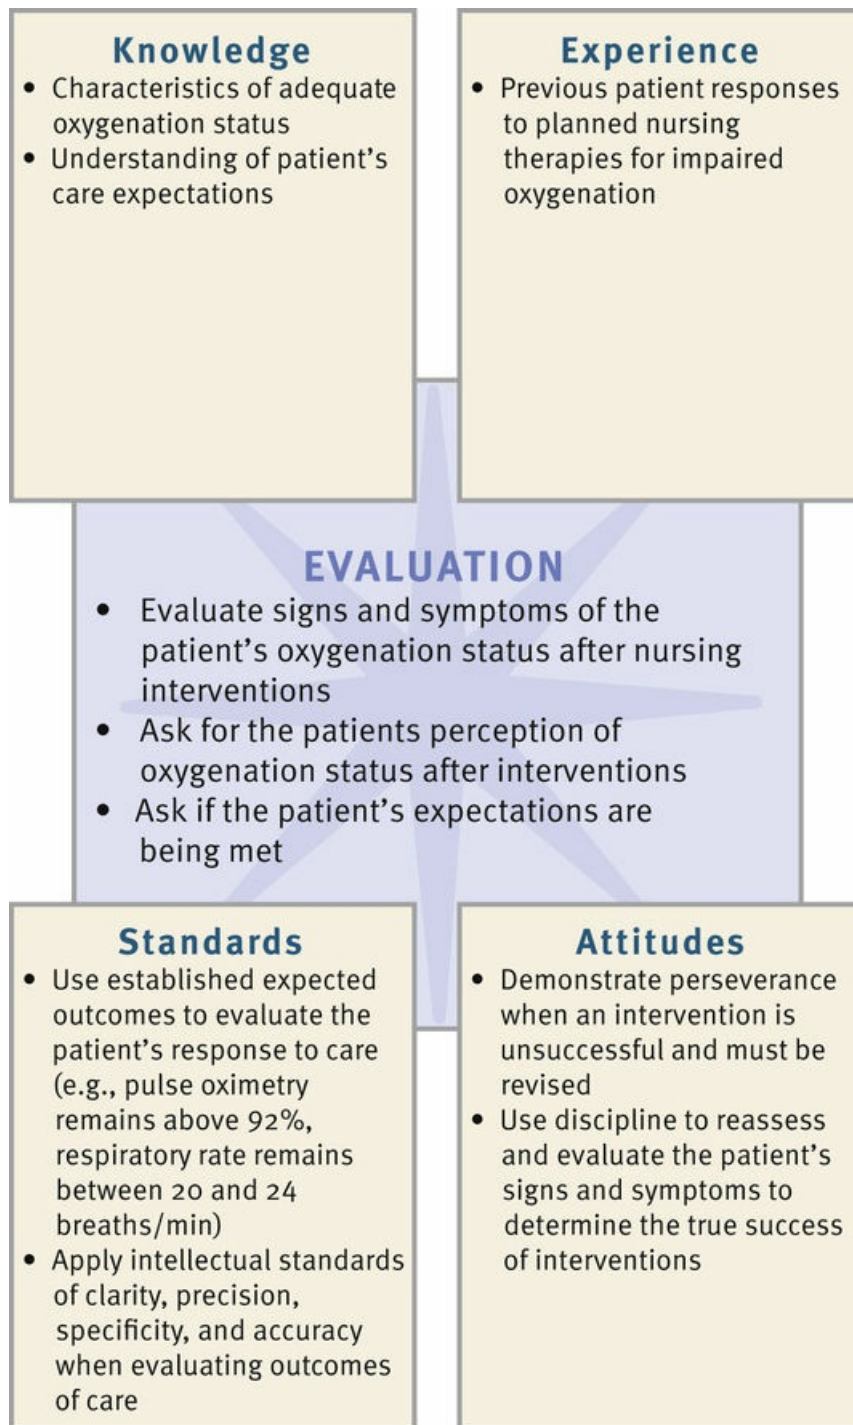 Knowledge
• Characteristics of adequate
oxygenation status
• Understanding of patient’s
care expectations
Experience
• Previous patient responses
to planned nursing
therapies for impaired
oxygenation
EVALUATION
• Evaluate signs and symptoms of the
patient’s oxygenation status after nursing
interventions
• Ask for the patients perception of
oxygenation status after interventions
• Ask if the patient’s expectations are
being met
Standards
• Use established expected
outcomes to evaluate the
patient’s response to care
(e.g., pulse oximetry
remains above 92%,
respiratory rate remains
between 20 and 24
breaths/min)
• Apply intellectual standards
of clarity, precision,
specificity, and accuracy
when evaluating outcomes
of care
Attitudes
• Demonstrate perseverance
when an intervention is
unsuccessful and must be
revised
• Use discipline to reassess
and evaluate the patient’s
signs and symptoms to
determine the true success
of interventions